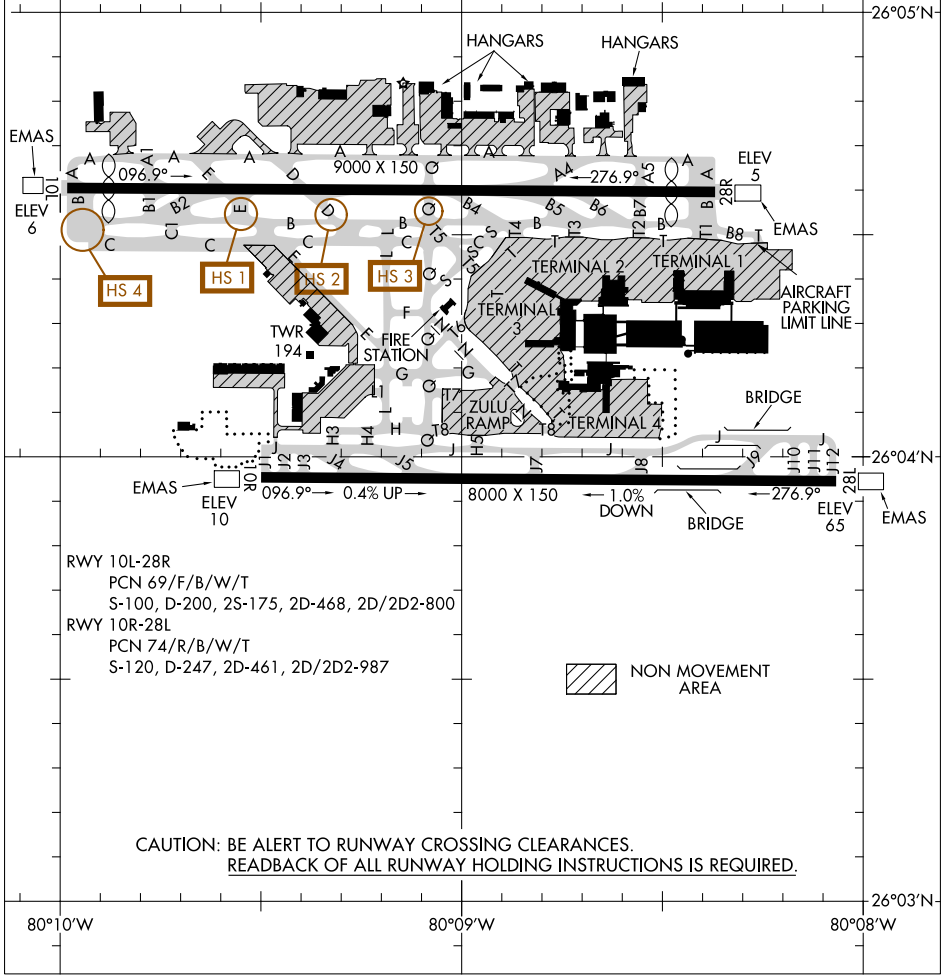 26°05'N
HANGARS
HANGARS
EMAS
A
A1
A
A
A
Q
A
A4
A5
A
ELEV
5
10L
A
096.9°
E
D
9000 X 150
276.9°
28R
A
EMAS
ELEV
6
B
B1
B2
E
B
D
L
B
Q
B4
T4
B
B5
T3
B6
T2
B7
B
T1
B8
T
C
C1
C
C
C
T5
S
C
S
T
T
T
HS 4
HS 1
HS 2
HS 3
F
L
Q
S
T5
TERMINAL 2
TERMINAL 1
AIRCRAFT
PARKING
LIMIT LINE
T
TERMINAL
3
TWR
194
F
F
FIRE
STATION
Q
N
T6
N
G
Q
G
L1
L
T7
ZULU
RAMP
N
T
TERMINAL 4
T8
BRIDGE
H3
H4
H
Q
T8
H5
J
J
J
J
J1
J2
J3
J4
J5
J7
J8
J9
J10
J11
J12
26°04'N
EMAS
10R
ELEV
10
096.9°
0.4% UP
8000 X 150
1.0%
DOWN
BRIDGE
276.9°
28L
ELEV
65
EMAS
RWY 10L-28R
PCN 69/F/B/W/T
S-100, D-200, 2S-175, 2D-468, 2D/2D2-800
RWY 10R-28L
PCN 74/R/B/W/T
S-120, D-247, 2D-461, 2D/2D2-987
NON MOVEMENT
AREA
CAUTION: BE ALERT TO RUNWAY CROSSING CLEARANCES.
READBACK OF ALL RUNWAY HOLDING INSTRUCTIONS IS REQUIRED.
26°03'N
80°10'W
80°09'W
80°08'W